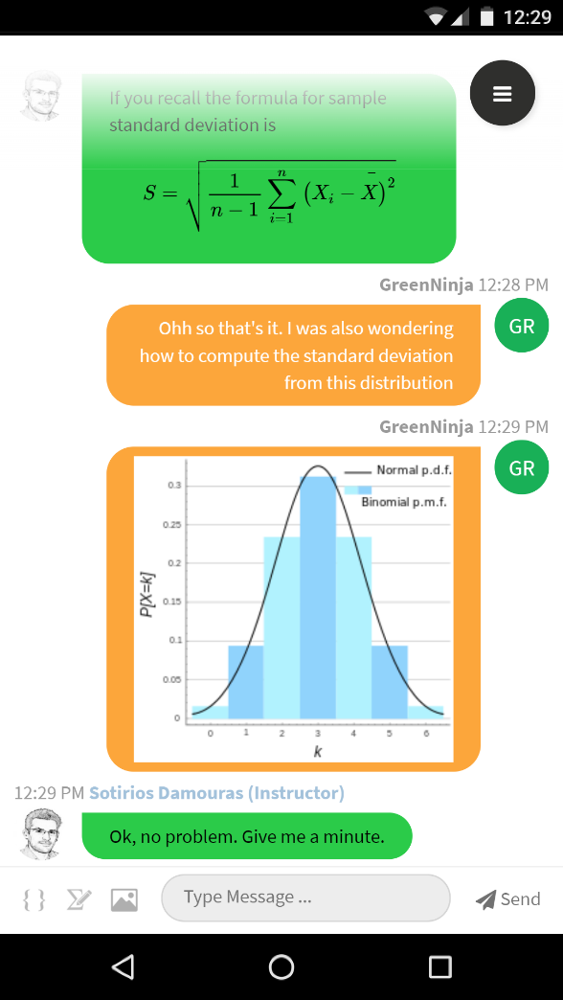 12:29
If you recall the formula for sample
standard deviation is
S = √( 1/(n − 1) ∑_{i=1}^{n} (X_i − X̄)² )
GreenNinja 12:28 PM
GR
Ohh so that's it. I was also wondering
how to compute the standard deviation
from this distribution
GreenNinja 12:29 PM
GR
Normal p.d.f.
Binomial p.m.f.
P[X=k]
0.3
0.25
0.2
0.15
0.1
0.05
0
0 1 2 3 4 5 6
k
12:29 PM Sotirios Damouras (Instructor)
Ok, no problem. Give me a minute.
{ } Type Message ... Send